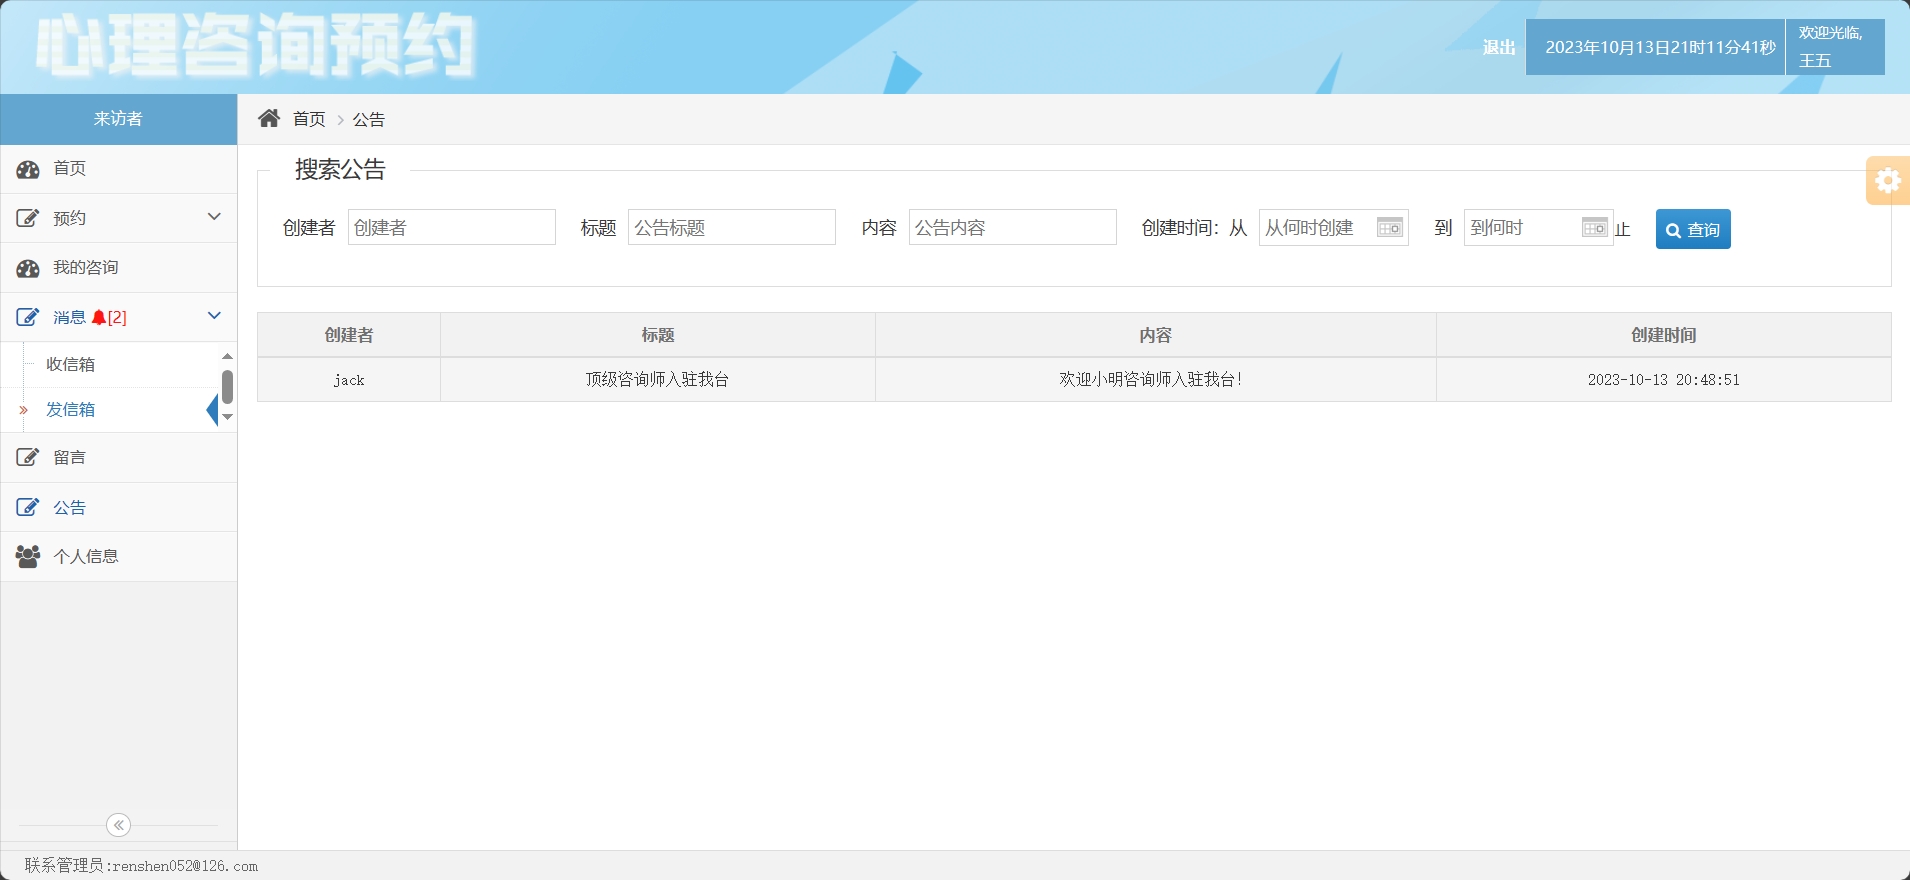 心理咨询预约
退出
2023年10月13日21时11分41秒
欢迎光临,
王五
来访者
首页
预约
我的咨询
消息 [2]
收信箱
发信箱
留言
公告
个人信息
首页 > 公告
搜索公告
创建者 创建者 标题 公告标题 内容 公告内容 创建时间：从 从何时创建 到 到何时 止 查询
创建者 标题 内容 创建时间
jack 顶级咨询师入驻我台 欢迎小明咨询师入驻我台！ 2023-10-13 20:48:51
联系管理员:renshen052@126.com